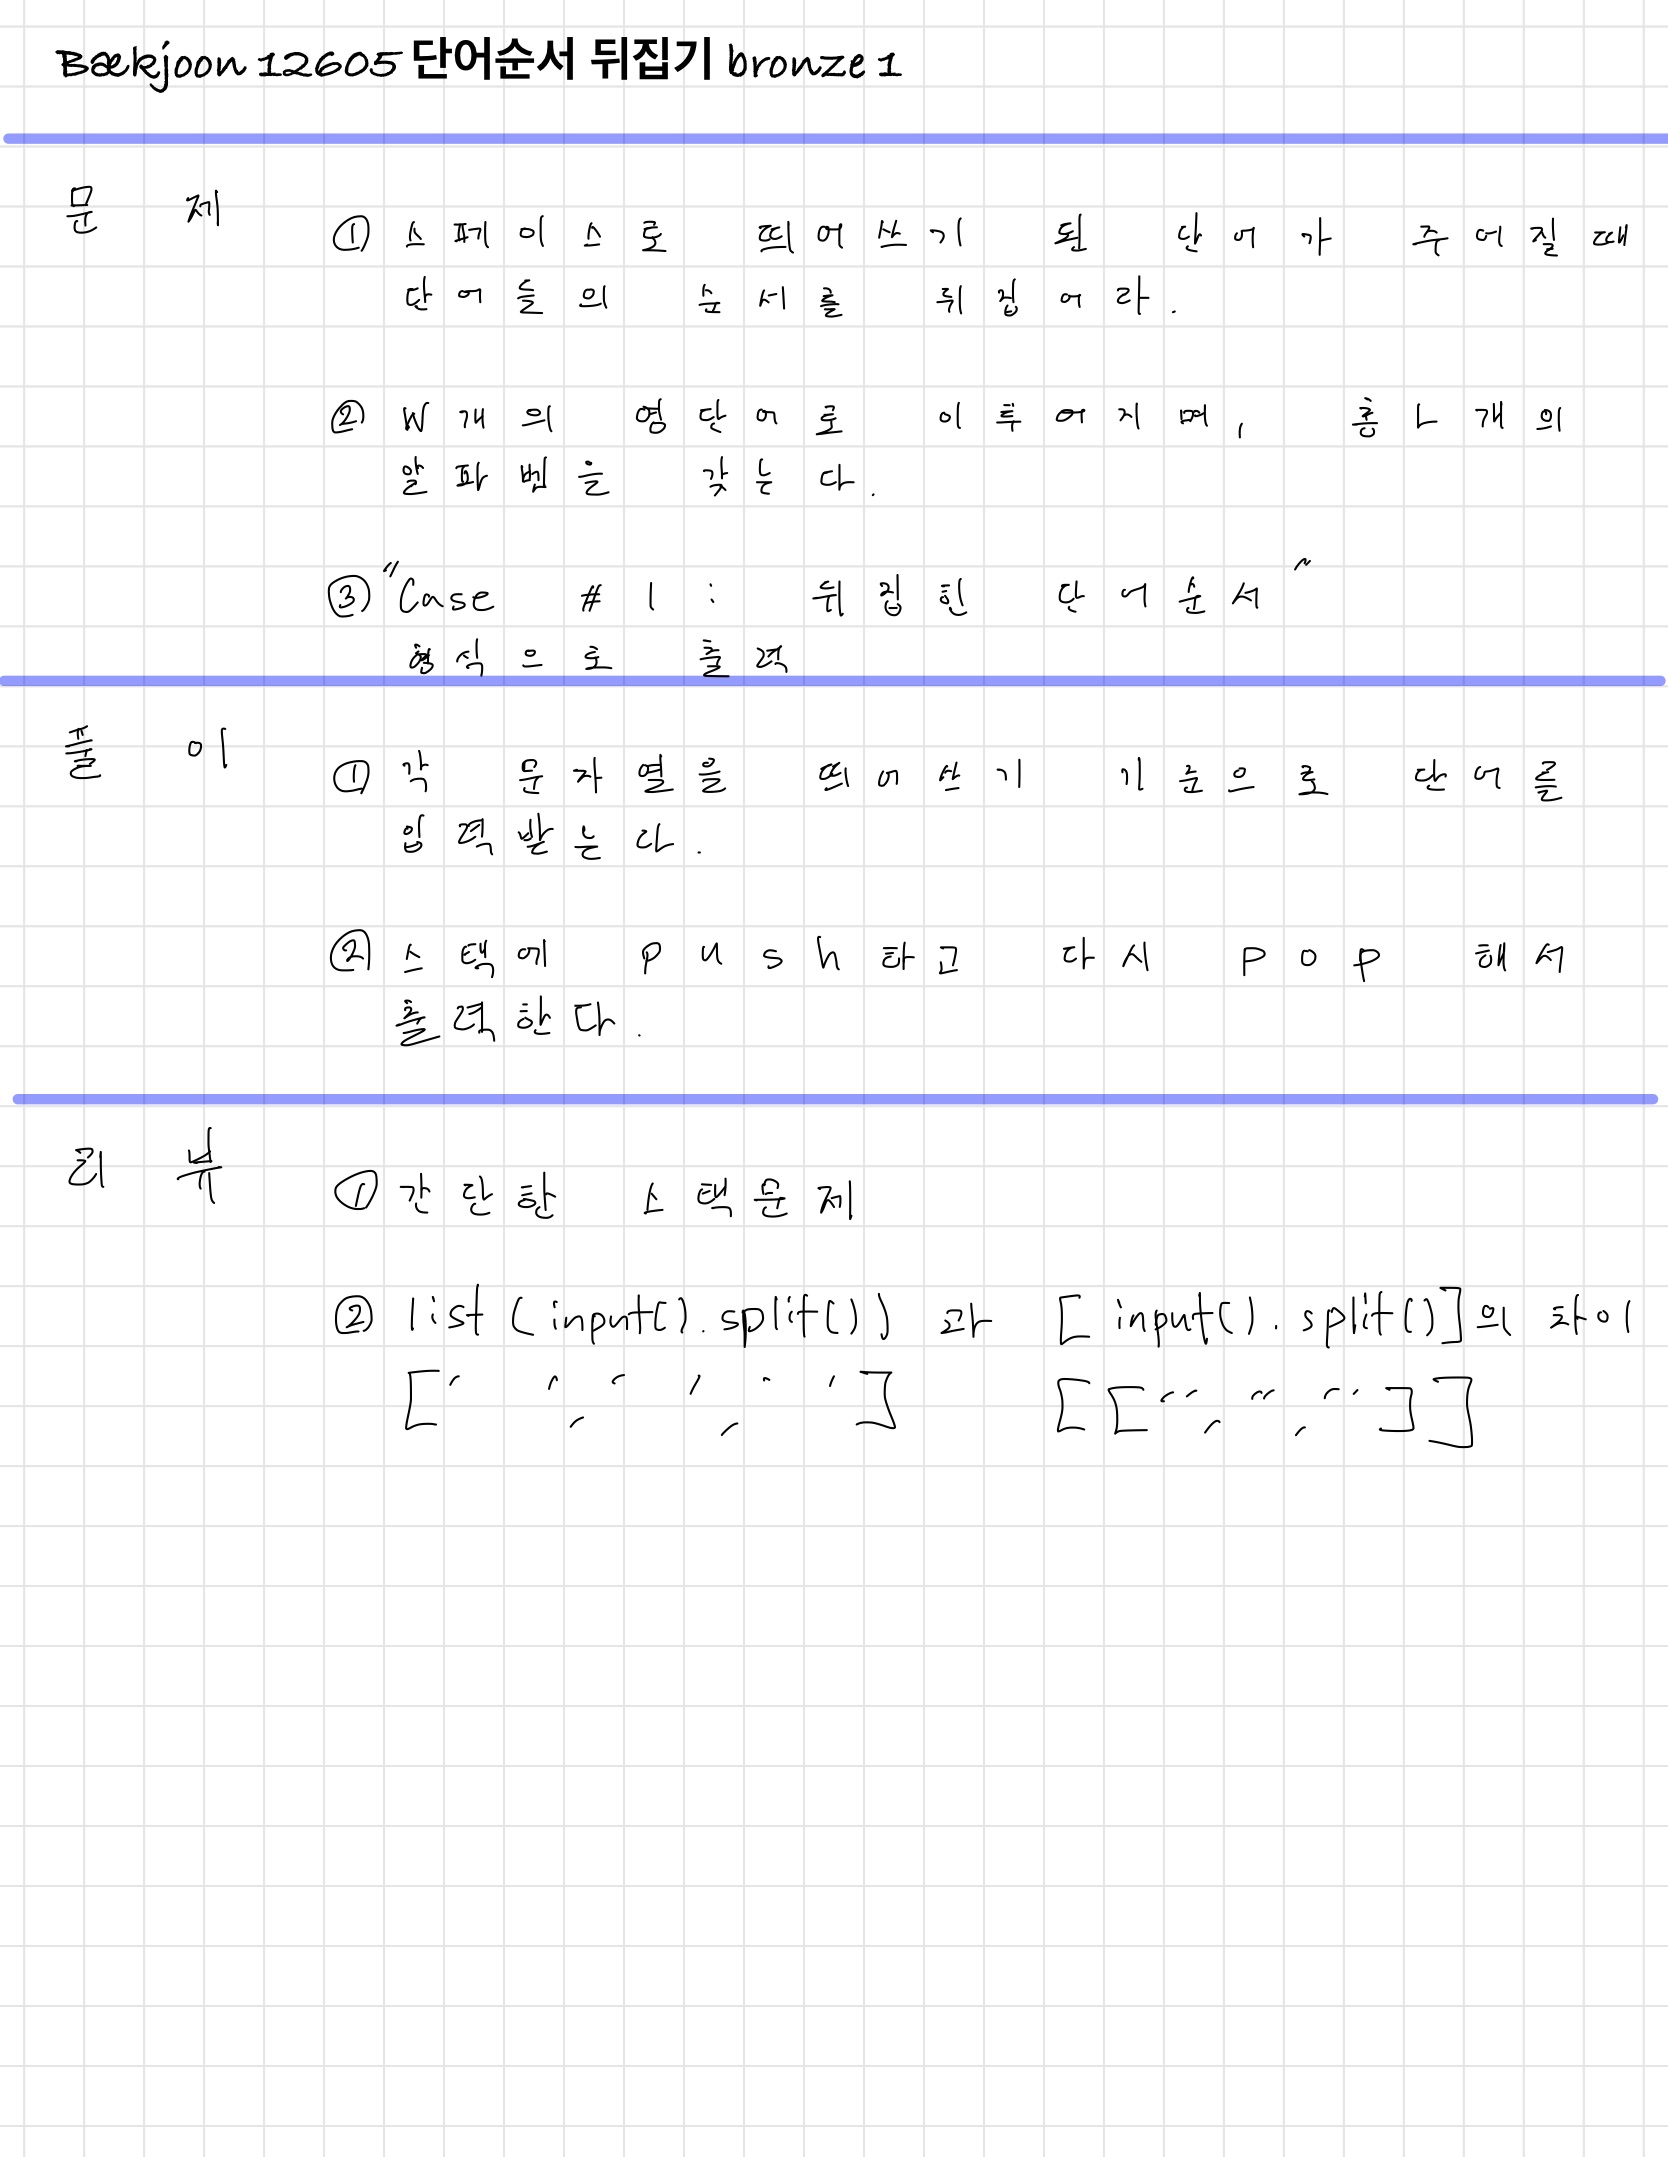 Baekjoon 12605 단어순서 뒤집기 bronze 1
문제
① 스페이스로 띄어쓰기 된 단어가 주어질때
단어들의 순서를 뒤집어라.
② W개의 영단어로 이루어지며, 총 L개의
알파벳을 갖는다.
③ "Case #1: 뒤집힌 단어순서"
형식으로 출력
풀이
① 각 문자열을 띄어쓰기 기준으로 단어를
입력받는다.
② 스택에 push하고 다시 pop해서
출력한다.
리뷰
① 간단한 스택문제
② list(input().split()) 과 [input().split()]의 차이
[' ', ' ', ' '] [["", "", ""]]